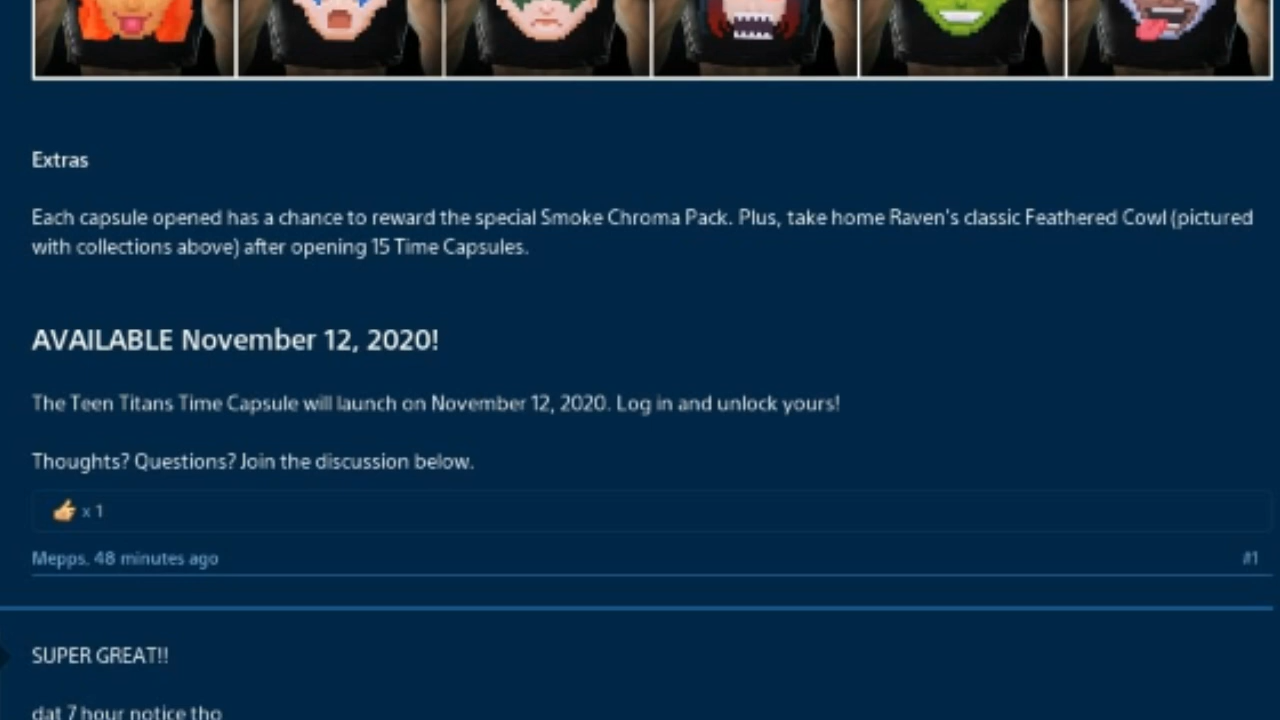 Extras
Each capsule opened has a chance to reward the special Smoke Chroma Pack. Plus, take home Raven's classic Feathered Cowl (pictured
with collections above) after opening 15 Time Capsules.
AVAILABLE November 12, 2020!
The Teen Titans Time Capsule will launch on November 12, 2020. Log in and unlock yours!
Thoughts? Questions? Join the discussion below.
x 1
Mepps, 48 minutes ago #1
SUPER GREAT!!
dat 7 hour notice tho